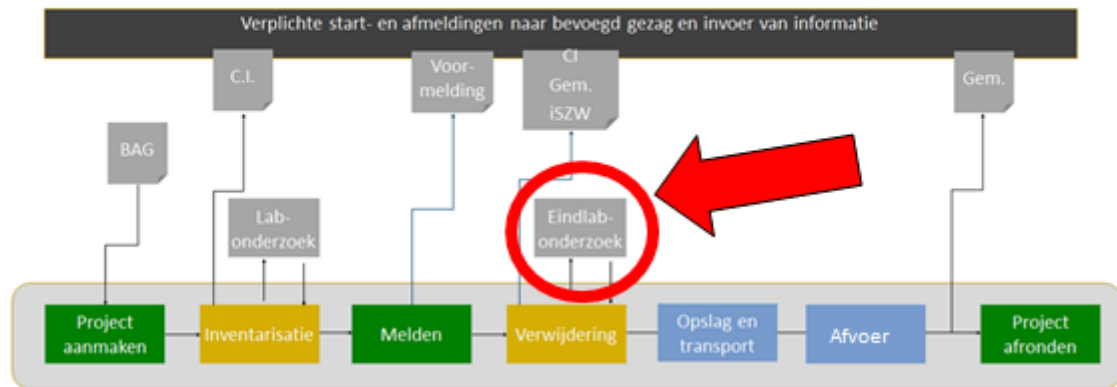 Verplichte start- en afmeldingen naar bevoegd gezag en invoer van informatie
C.I.
Voor-
melding
CI
Gem.
iSZW
Gem.
BAG
Lab-
onderzoek
Eindlab-
onderzoek
Project
aanmaken
Inventarisatie
Melden
Verwijdering
Opslag en
transport
Afvoer
Project
afronden